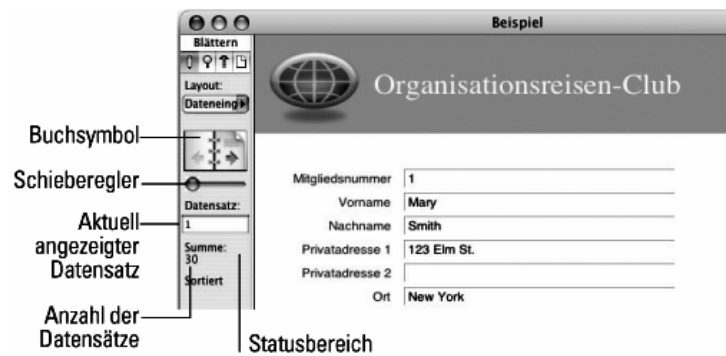 Beispiel
Blättern
Layout:
Dateneing
Organisationsreisen-Club
Buchsymbol
Schieberegler
Datensatz:
1
Aktuell
angezeigter
Datensatz
Summe:
30
Sortiert
Anzahl der
Datensätze
Statusbereich
Mitgliedsnummer 1
Vorname Mary
Nachname Smith
Privatadresse 1 123 Elm St.
Privatadresse 2
Ort New York